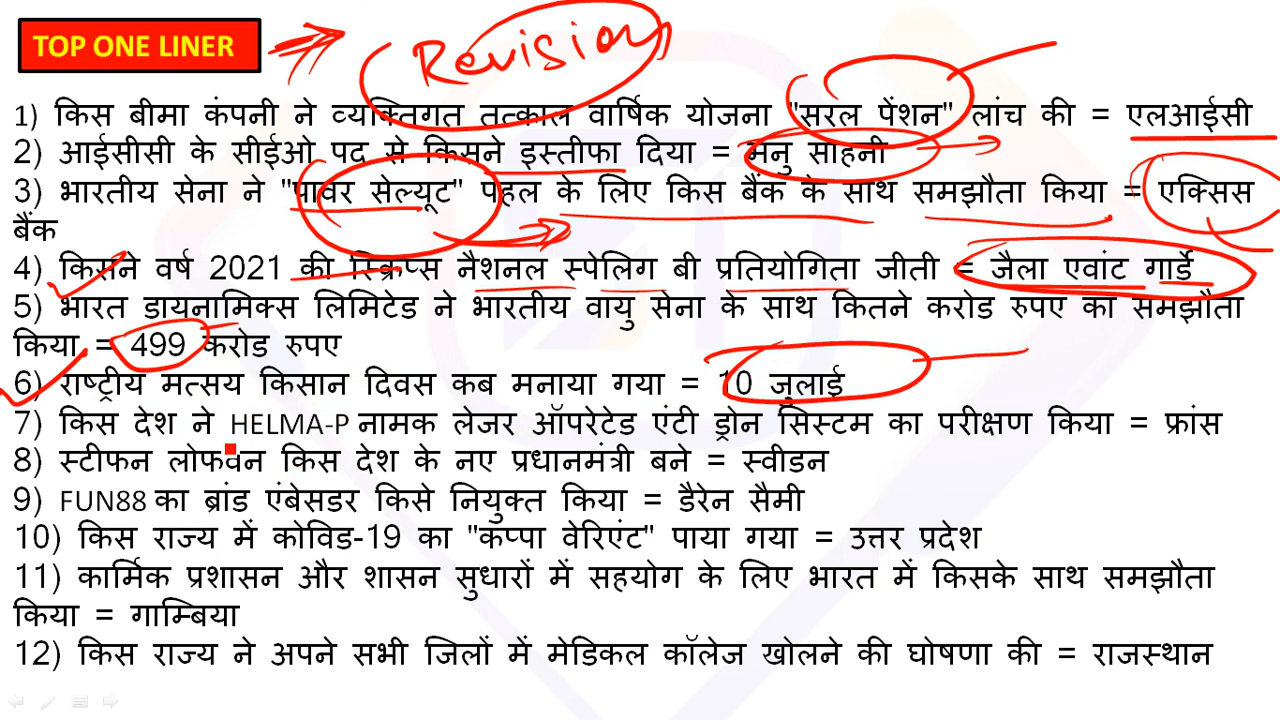 TOP ONE LINER
Revision
1) किस बीमा कंपनी ने व्यक्तिगत तत्काल वार्षिक योजना "सरल पेंशन" लांच की = एलआईसी
2) आईसीसी के सीईओ पद से किसने इस्तीफा दिया = मनु साहनी
3) भारतीय सेना ने "पावर सेल्यूट" पहल के लिए किस बैंक के साथ समझौता किया = एक्सिस
बैंक
4) किसने वर्ष 2021 की स्क्रिप्स नैशनल स्पेलिग बी प्रतियोगिता जीती = जैला एवांट गार्डे
5) भारत डायनामिक्स लिमिटेड ने भारतीय वायु सेना के साथ कितने करोड रुपए का समझौता
किया = 499 करोड रुपए
6) राष्ट्रीय मत्सय किसान दिवस कब मनाया गया = 10 जुलाई
7) किस देश ने HELMA-P नामक लेजर ऑपरेटेड एंटी ड्रोन सिस्टम का परीक्षण किया = फ्रांस
8) स्टीफन लोफवन किस देश के नए प्रधानमंत्री बने = स्वीडन
9) FUN88 का ब्रांड एंबेसडर किसे नियुक्त किया = डैरेन सैमी
10) किस राज्य में कोविड-19 का "कप्पा वेरिएंट" पाया गया = उत्तर प्रदेश
11) कार्मिक प्रशासन और शासन सुधारों में सहयोग के लिए भारत में किसके साथ समझौता
किया = गाम्बिया
12) किस राज्य ने अपने सभी जिलों में मेडिकल कॉलेज खोलने की घोषणा की = राजस्थान